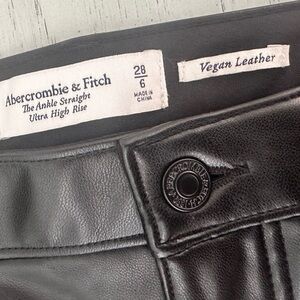 Abercrombie & Fitch
The Ankle Straight
Ultra High Rise
28
6
MADE IN
CHINA
Vegan Leather